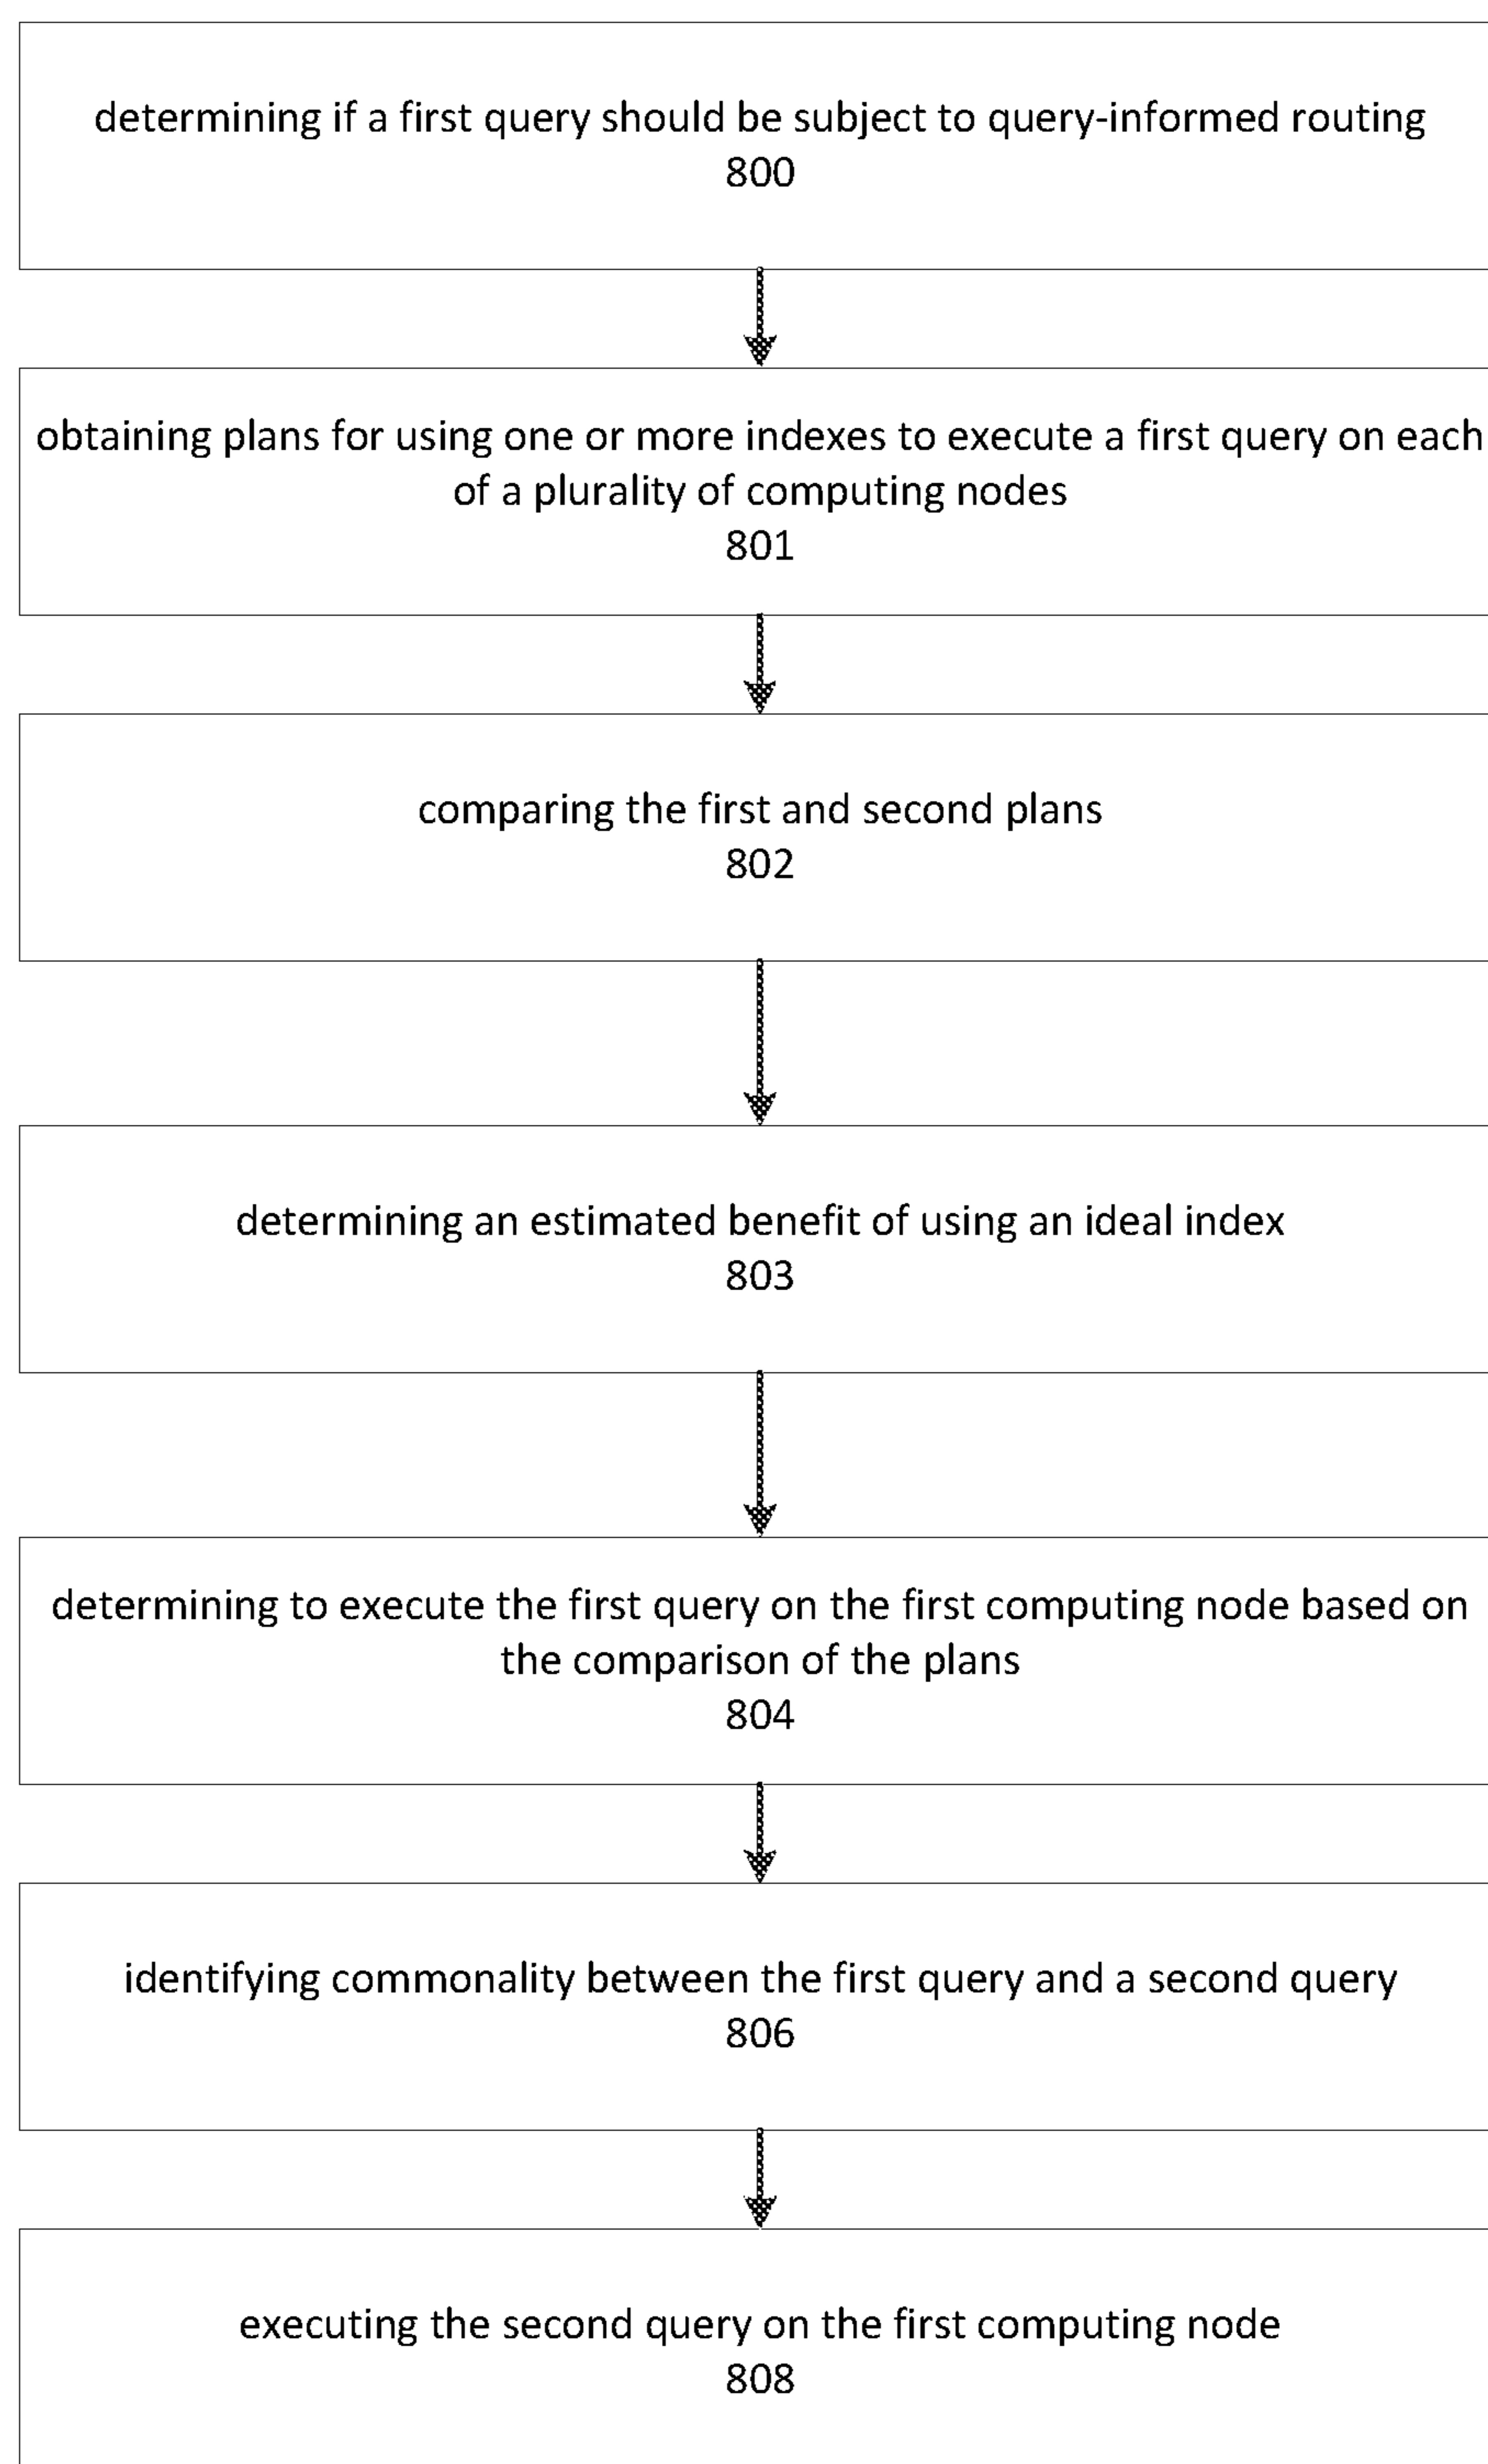 determining if a first query should be subject to query-informed routing
800
obtaining plans for using one or more indexes to execute a first query on each
of a plurality of computing nodes
801
comparing the first and second plans
802
determining an estimated benefit of using an ideal index
803
determining to execute the first query on the first computing node based on
the comparison of the plans
804
identifying commonality between the first query and a second query
806
executing the second query on the first computing node
808